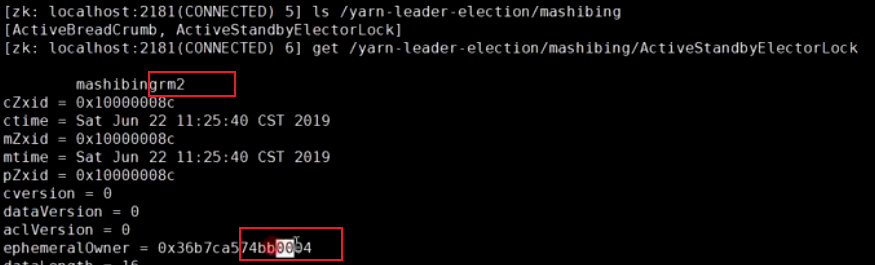 [zk: localhost:2181(CONNECTED) 5] ls /yarn-leader-election/mashibing
[ActiveBreadCrumb, ActiveStandbyElectorLock]
[zk: localhost:2181(CONNECTED) 6] get /yarn-leader-election/mashibing/ActiveStandbyElectorLock
mashibingrm2
cZxid = 0x10000008c
ctime = Sat Jun 22 11:25:40 CST 2019
mZxid = 0x10000008c
mtime = Sat Jun 22 11:25:40 CST 2019
pZxid = 0x10000008c
cversion = 0
dataVersion = 0
aclVersion = 0
ephemeralOwner = 0x36b7ca574bb0004
dataLength = 16